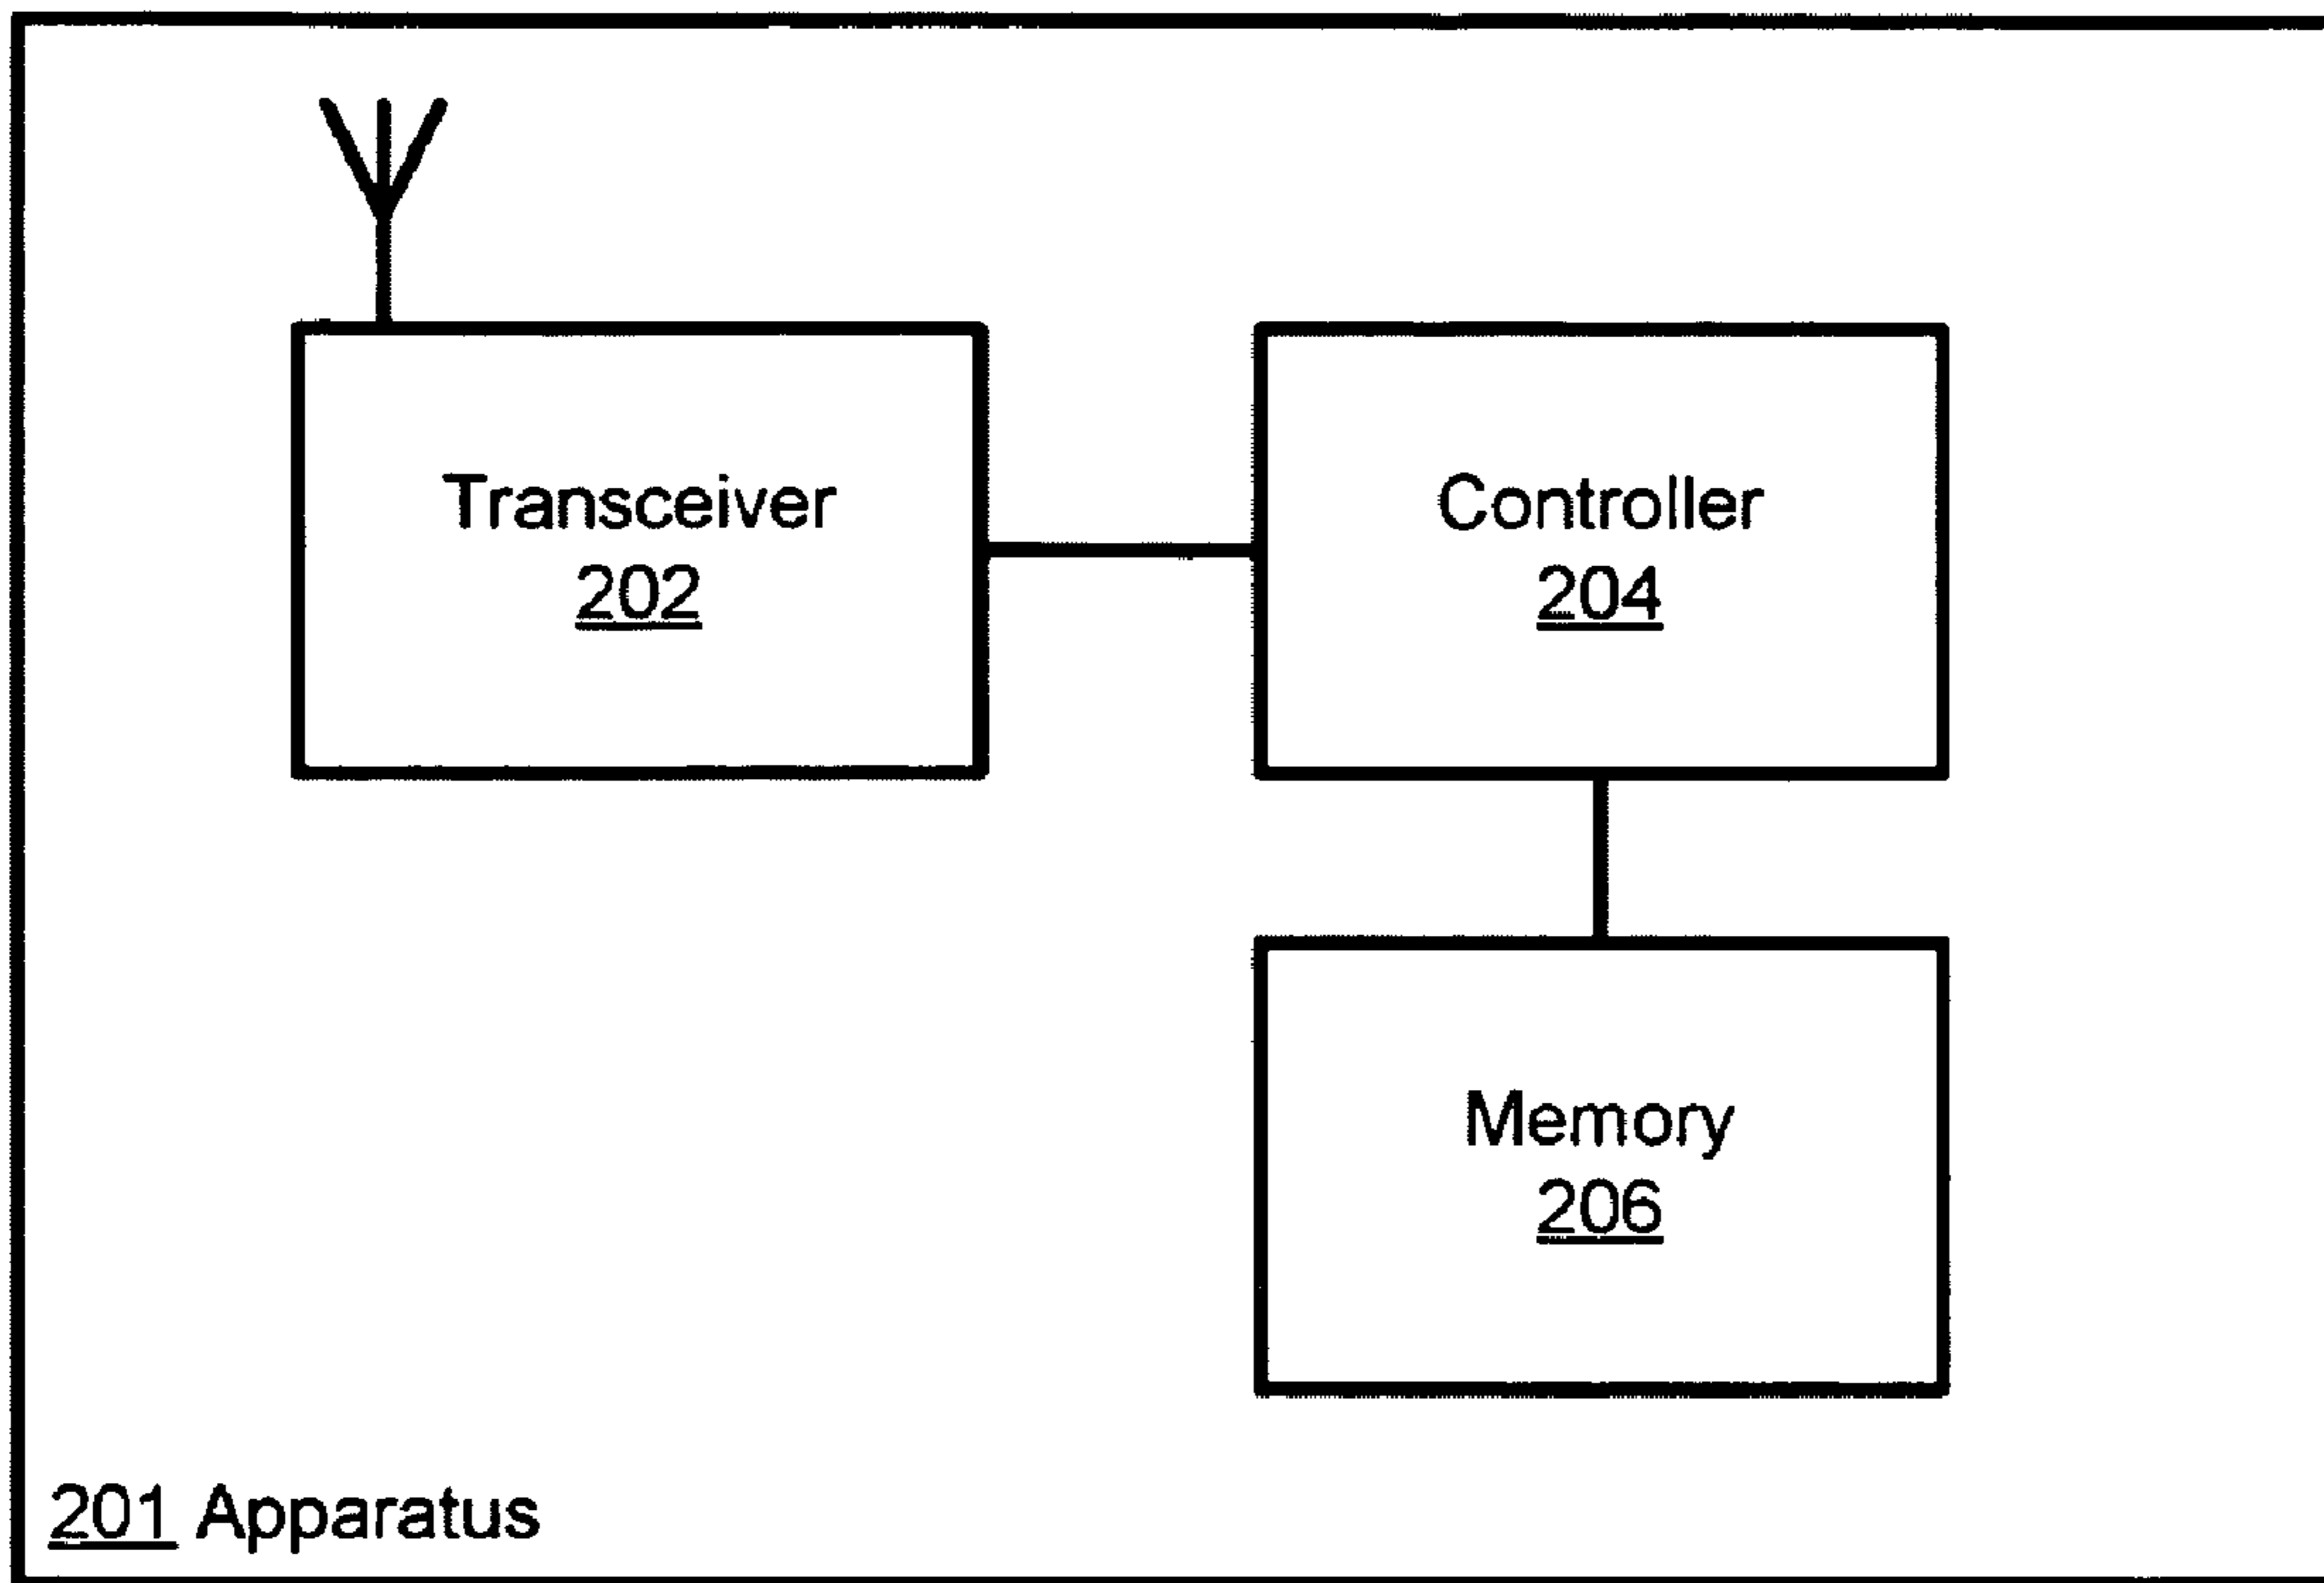 Transceiver
202
Controller
204
Memory
206
201 Apparatus